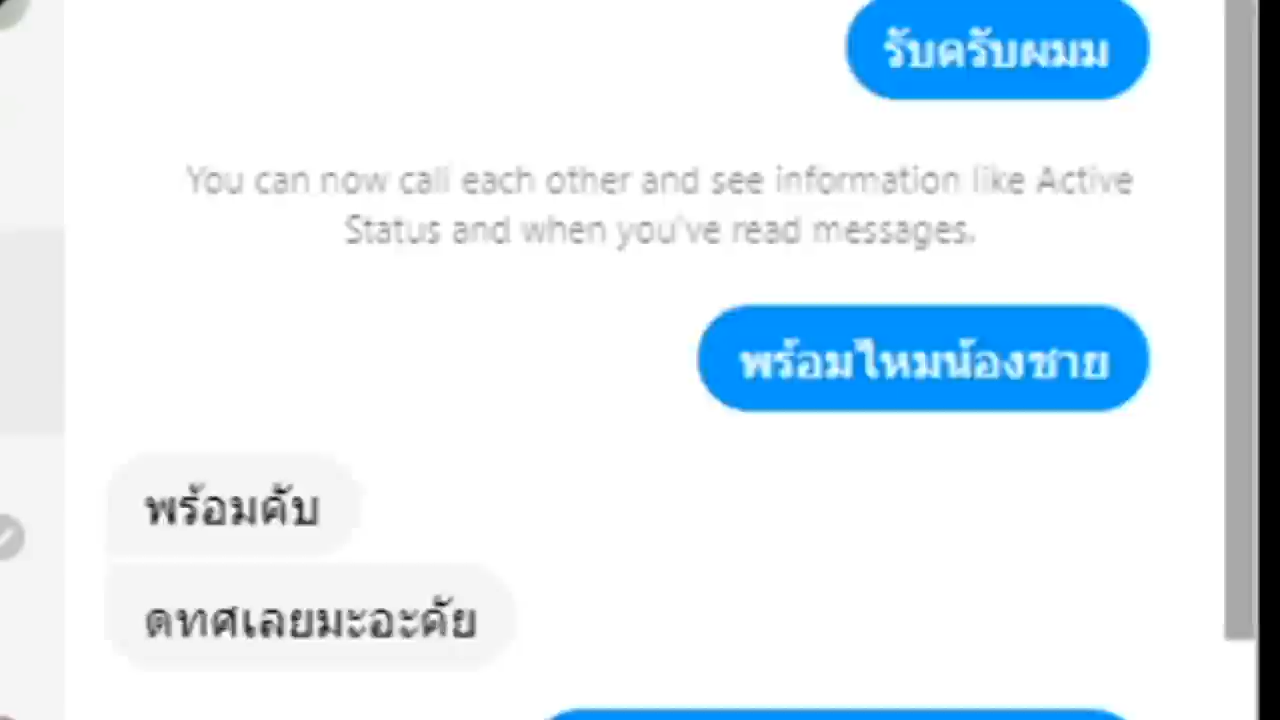 รับครับผมม
You can now call each other and see information like Active
Status and when you've read messages.
พร้อมไหมน้องชาย
พร้อมคับ
ดทศเลยมะอะคัย